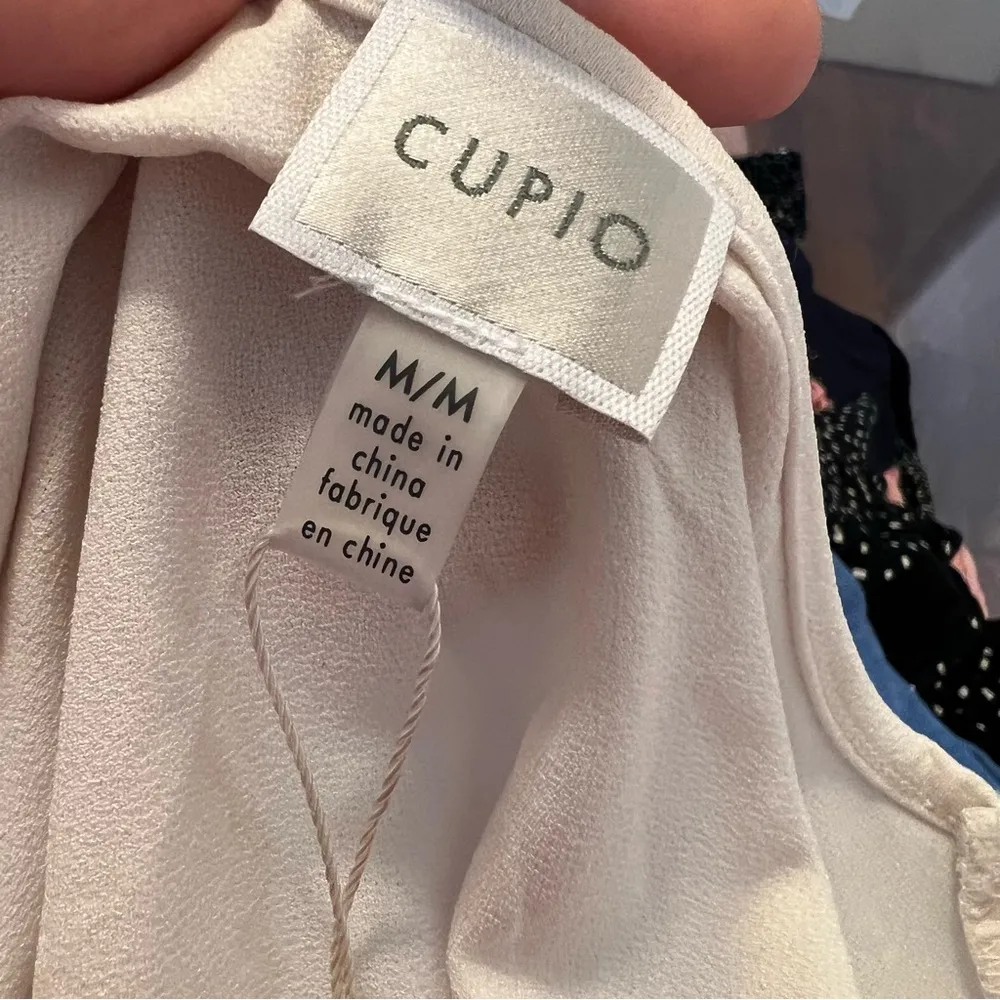 CUPIO
M/M
made in
china
fabrique
en chine